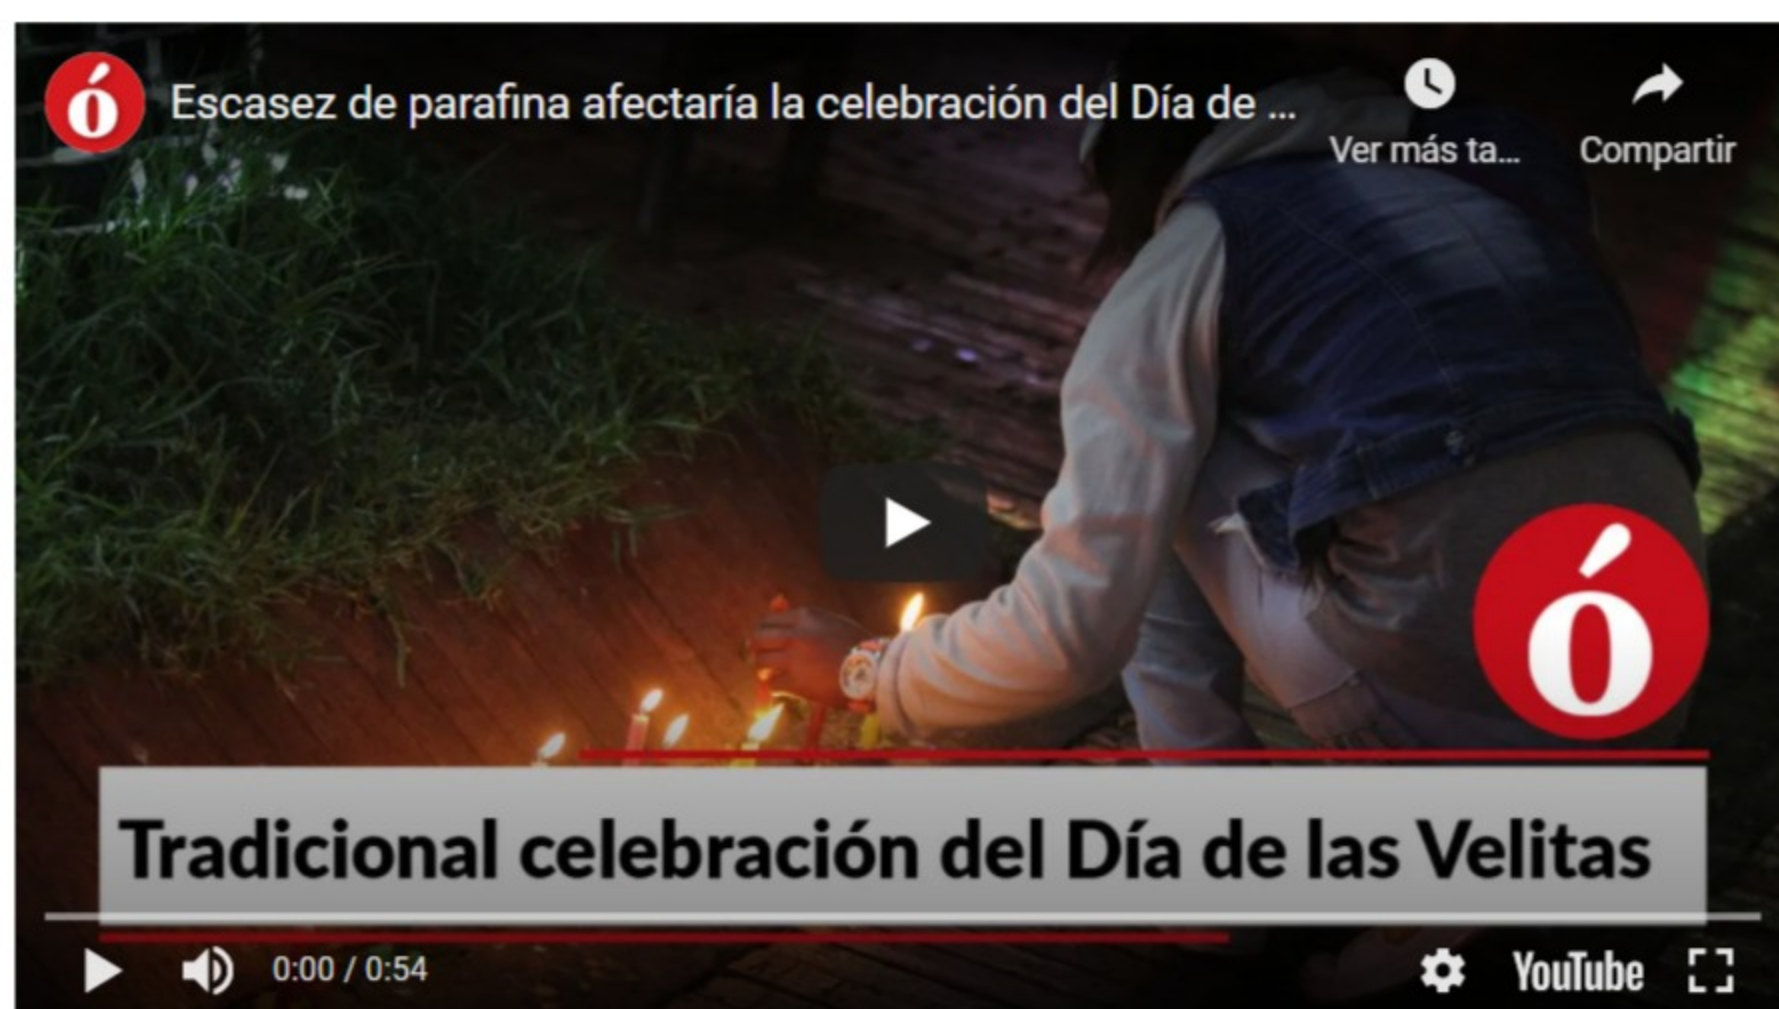 ó
Escasez de parafina afectaría la celebración del Día de ...
Ver más ta...
Compartir
ó
Tradicional celebración del Día de las Velitas
0:00 / 0:54
YouTube